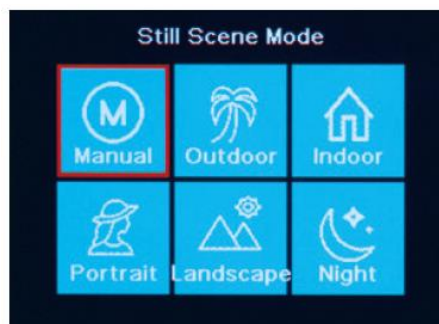 Still Scene Mode
M
Manual Outdoor Indoor
Portrait Landscape Night